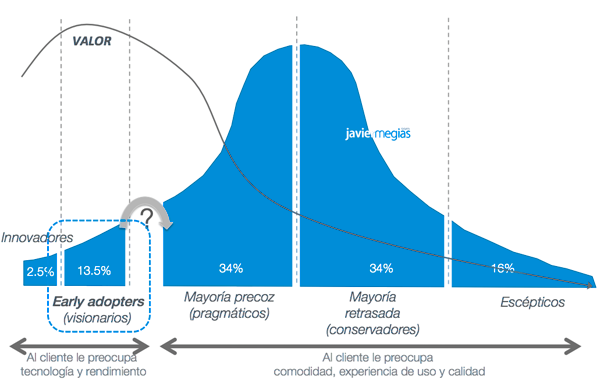 VALOR
javiermegias
?
Innovadores
2.5%
13.5%
34%
34%
16%
Early adopters
(visionarios)
Mayoría precoz
(pragmáticos)
Mayoría
retrasada
(conservadores)
Escépticos
Al cliente le preocupa
tecnología y rendimiento
Al cliente le preocupa
comodidad, experiencia de uso y calidad